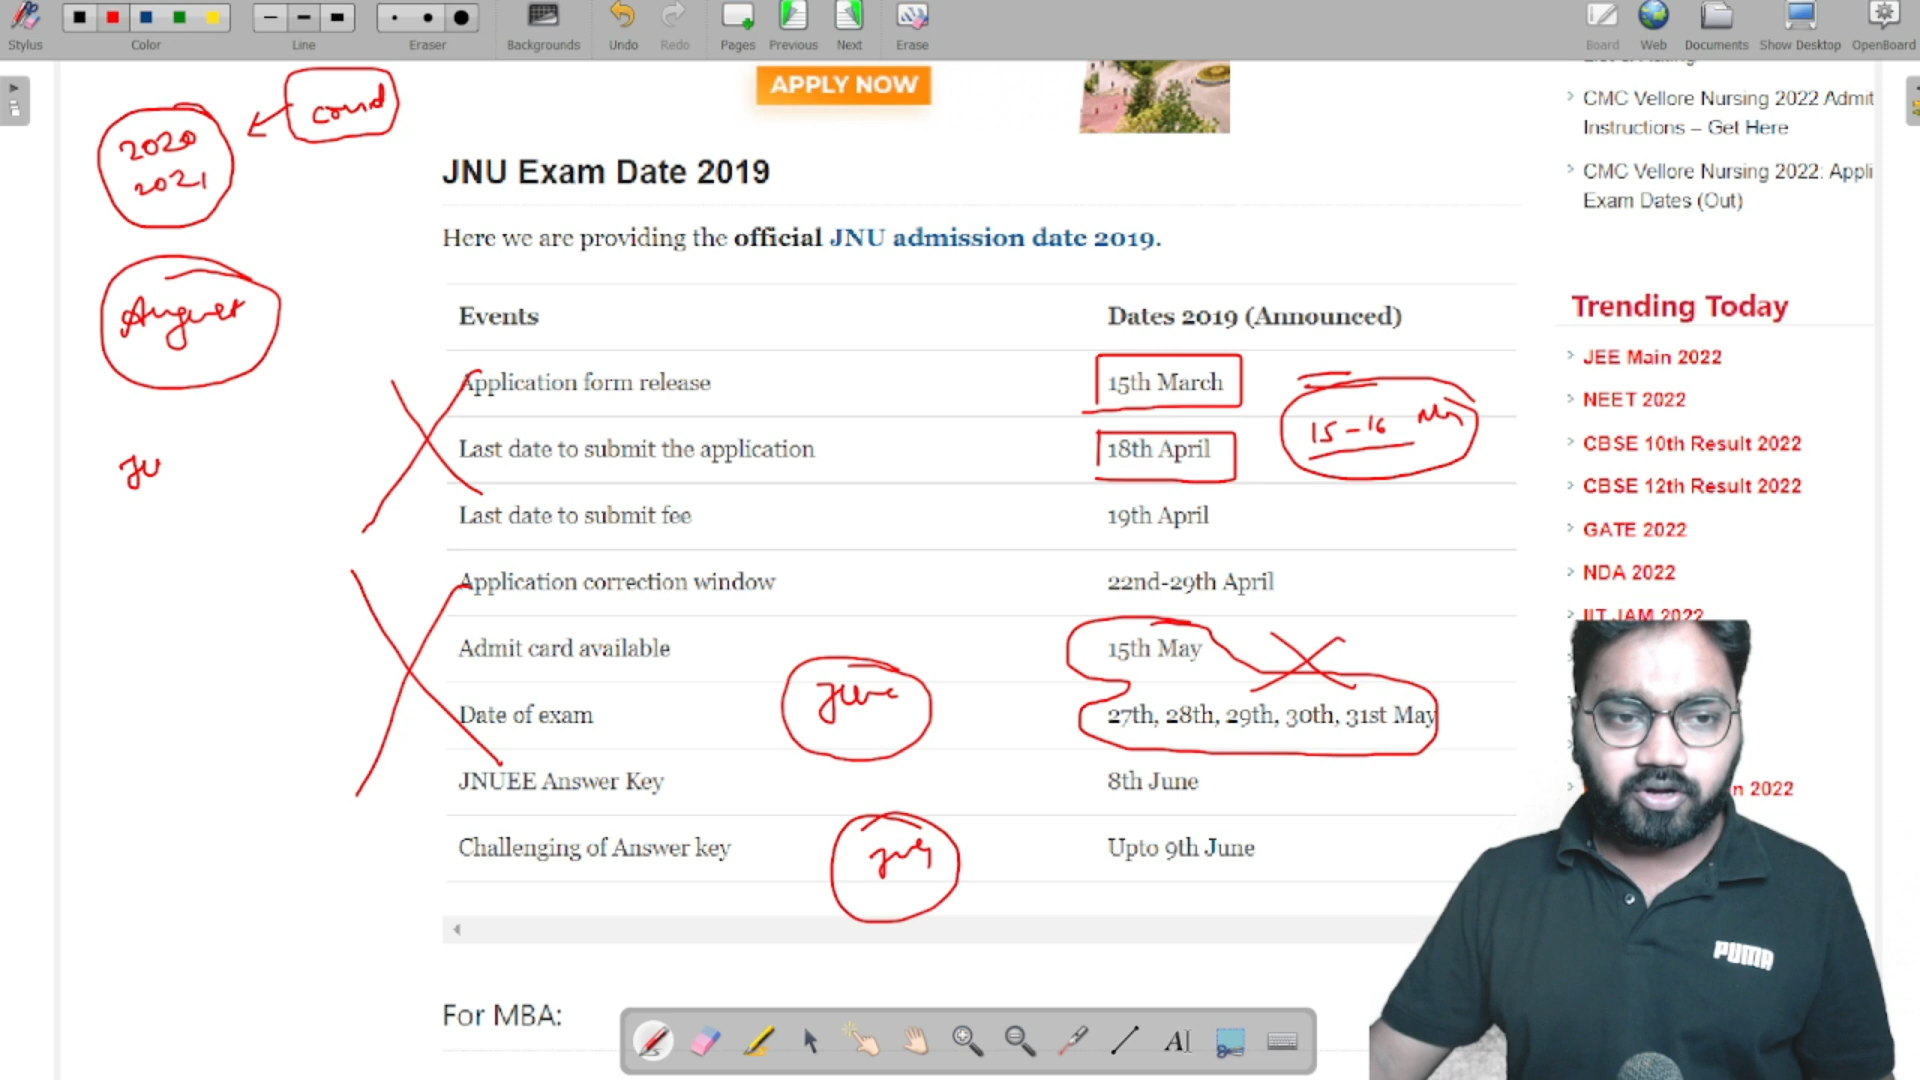 Stylus
Color
Line
Eraser
Backgrounds
Undo
Redo
Pages
Previous
Next
Erase
Board
Web
Documents
Show Desktop
OpenBoard
2020
2021
August
APPLY NOW
JNU Exam Date 2019
Here we are providing the official JNU admission date 2019.
Events Dates 2019 (Announced)
Application form release 15th March
Last date to submit the application 18th April
15-16
Last date to submit fee 19th April
Application correction window 22nd-29th April
Admit card available 15th May
Date of exam 27th, 28th, 29th, 30th, 31st May
June
JNUEE Answer Key 8th June
Challenging of Answer key Upto 9th June
July
For MBA:
CMC Vellore Nursing 2022 Admit
Instructions – Get Here
CMC Vellore Nursing 2022: Appli
Exam Dates (Out)
Trending Today
JEE Main 2022
NEET 2022
CBSE 10th Result 2022
CBSE 12th Result 2022
GATE 2022
NDA 2022
IIT JAM 2022
n 2022
PUMA